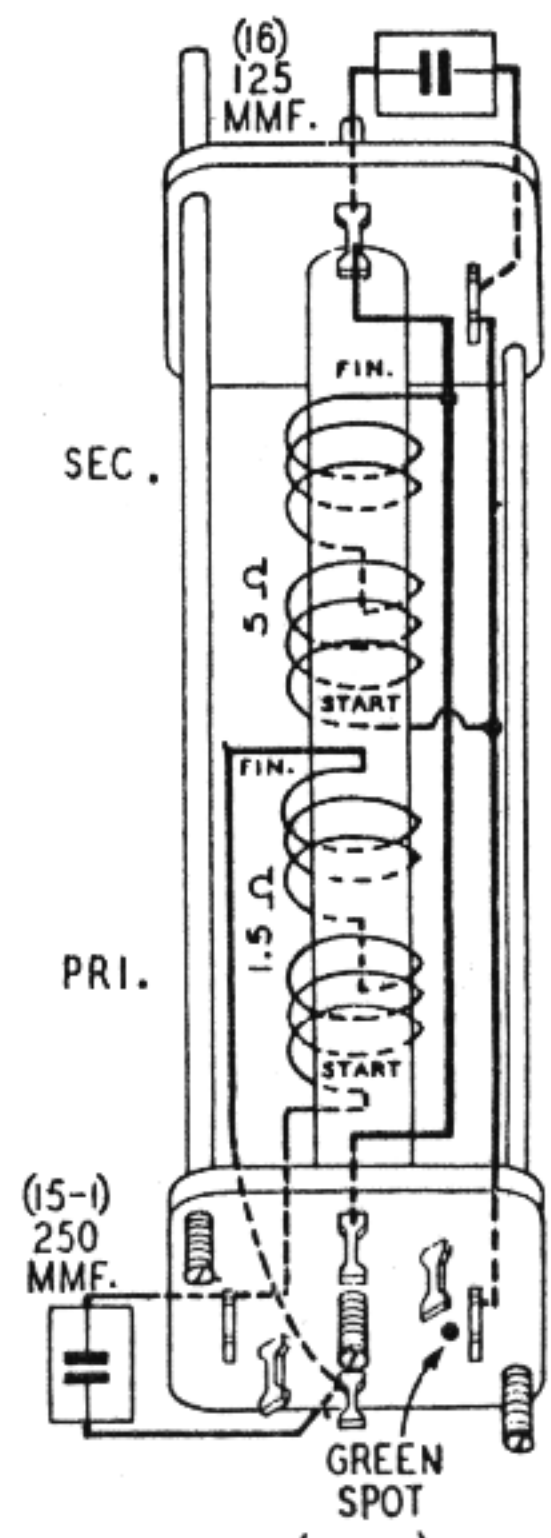 (16)
125
MMF.
FIN.
SEC.
5 Ω
START
FIN.
1.5 Ω
PRI.
START
(15-1)
250
MMF.
GREEN
SPOT